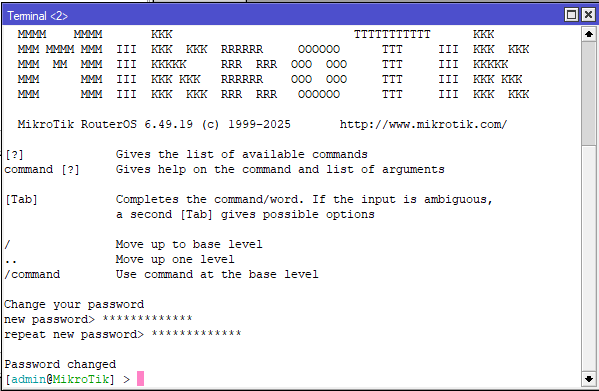 Terminal <2>
MMMM    MMMM       KKK                          TTTTTTTTTTT      KKK
MMM MMMM MMM  III  KKK  KKK  RRRRRR     OOOOOO      TTT     III  KKK  KKK
MMM  MM  MMM  III  KKKKK     RRR  RRR  OOO  OOO     TTT     III  KKKKK
MMM      MMM  III  KKK KKK   RRRRRR    OOO  OOO     TTT     III  KKK KKK
MMM      MMM  III  KKK  KKK  RRR  RRR   OOOOOO      TTT     III  KKK  KKK
MikroTik RouterOS 6.49.19 (c) 1999-2025       http://www.mikrotik.com/
[?]             Gives the list of available commands
command [?]     Gives help on the command and list of arguments
[Tab]           Completes the command/word. If the input is ambiguous,
a second [Tab] gives possible options
/               Move up to base level
..              Move up one level
/command        Use command at the base level
Change your password
new password> *************
repeat new password> *************
Password changed
[admin@MikroTik] >